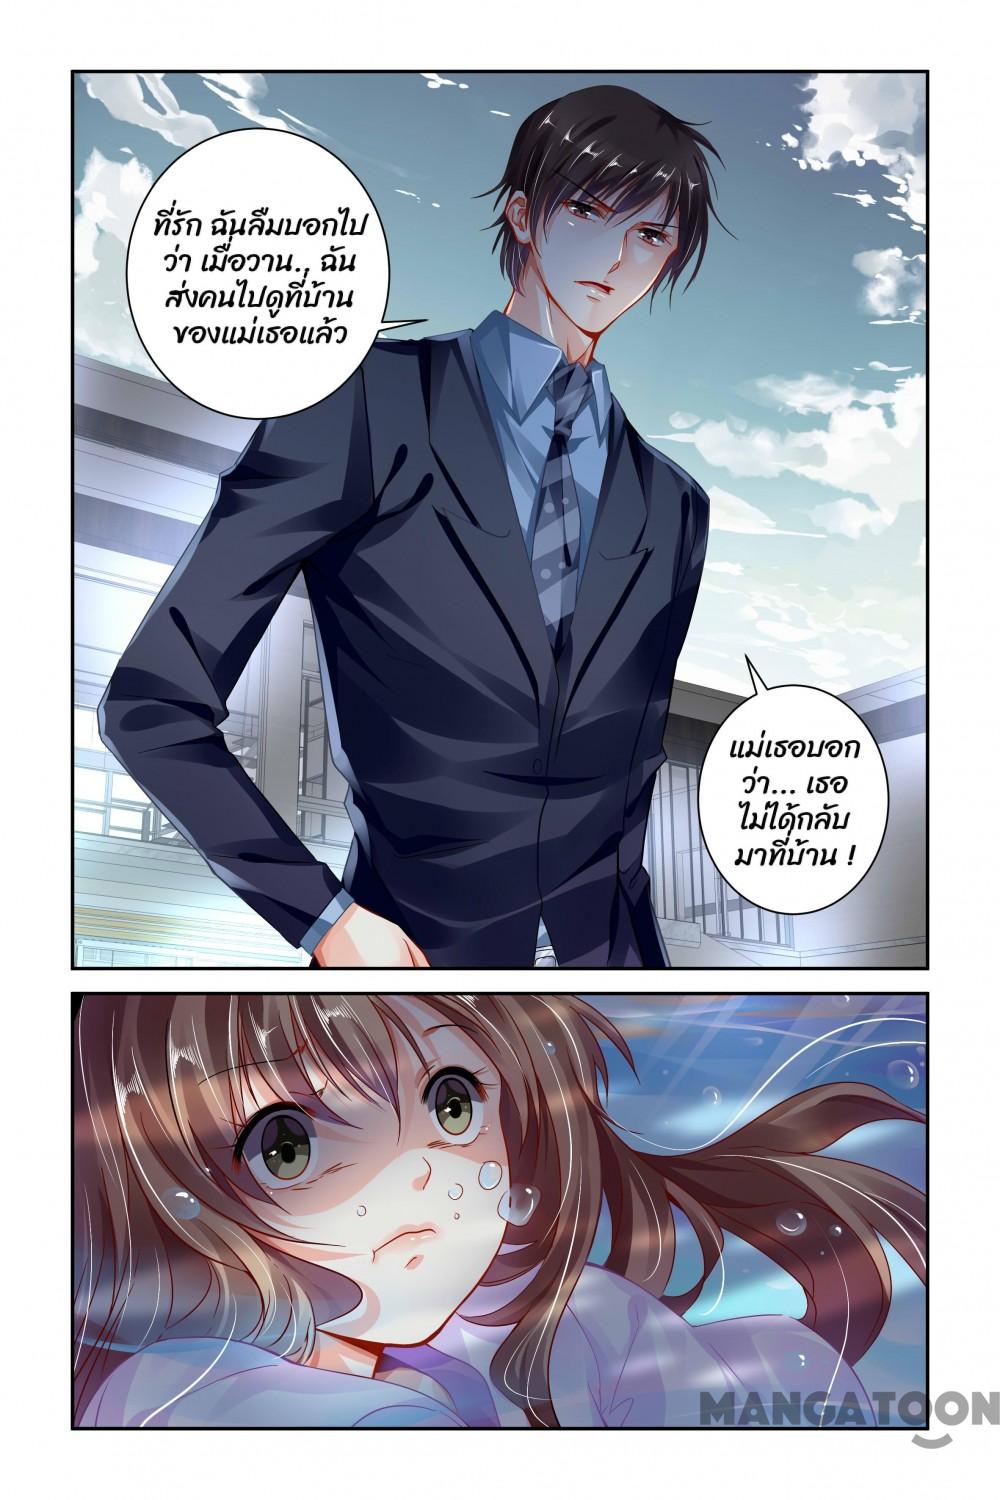 ที่รัก ฉันลืมบอกไป
ว่า เมื่อวาน.. ฉัน
ส่งคนไปดูที่บ้าน
ของแม่เธอแล้ว
แม่เธอบอก
ว่า... เธอ
ไม่ได้กลับ
มาที่บ้าน !
MANGATOON